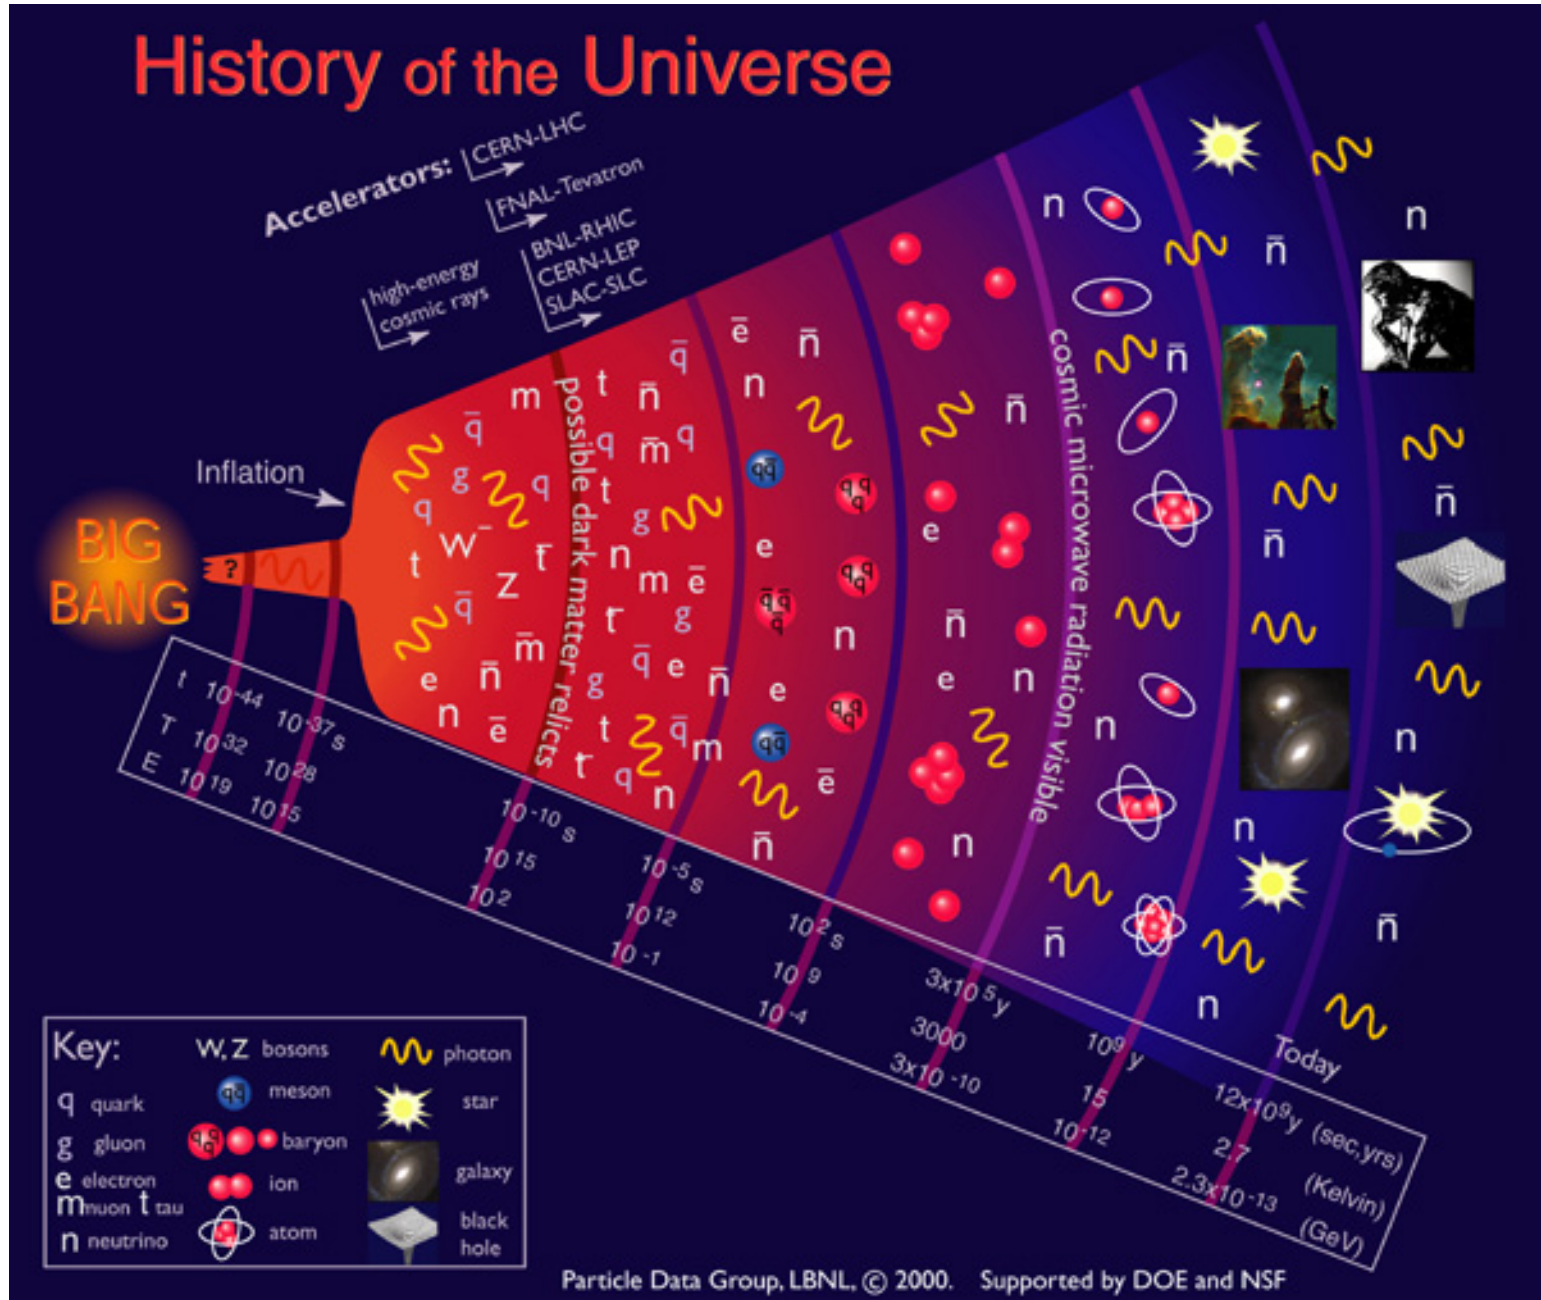 History of the Universe
Accelerators:
CERN-LHC
FNAL-Tevatron
BNL-RHIC
CERN-LEP
SLAC-SLC
high-energy
cosmic rays
Inflation
BIG
BANG
?
possible dark matter relicts
cosmic microwave radiation visible
q̄
ē
n̄
n
m
t
n̄
n
q̄
q
m̄
q
g
q
t
q
g
n̄
W⁻
t
Z
t̄
n
m
ē
e
q̄
t̄
g
m̄
q̄
e
n̄
e
n̄
g
n
ē
t
q̄
m
t̄
q
n
qq̄
q q q
e
q̄ q̄ q̄
q q q
n
e
q q q
qq̄
ē
n̄
n̄
e
n̄
e
n
n
n
n̄
n
n̄
n̄
n̄
n
n
n
n̄
n
n̄
t 10⁻⁴⁴ 10⁻³⁷ s
T 10³² 10²⁸
E 10¹⁹ 10¹⁵
10⁻¹⁰ s
10¹⁵
10²
10⁻⁵ s
10¹²
10⁻¹
10² s
10⁹
10⁻⁴
3x10⁵ y
3000
3x10⁻¹⁰
10⁹ y
15
10⁻¹²
Today
12x10⁹ y (sec,yrs)
2.7 (Kelvin)
2.3x10⁻¹³ (GeV)
Key:
q quark
g gluon
e electron
m muon t tau
n neutrino
W, Z bosons
qq̄ meson
q q q baryon
ion
atom
photon
star
galaxy
black
hole
Particle Data Group, LBNL, © 2000. Supported by DOE and NSF